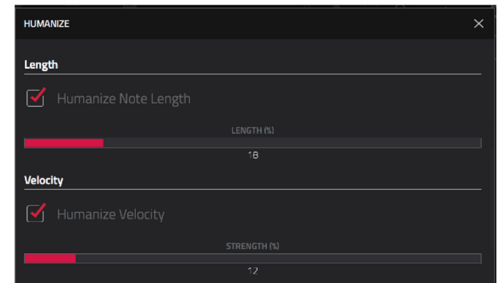 HUMANIZE
Length
Humanize Note Length
LENGTH (%)
18
Velocity
Humanize Velocity
STRENGTH (%)
12